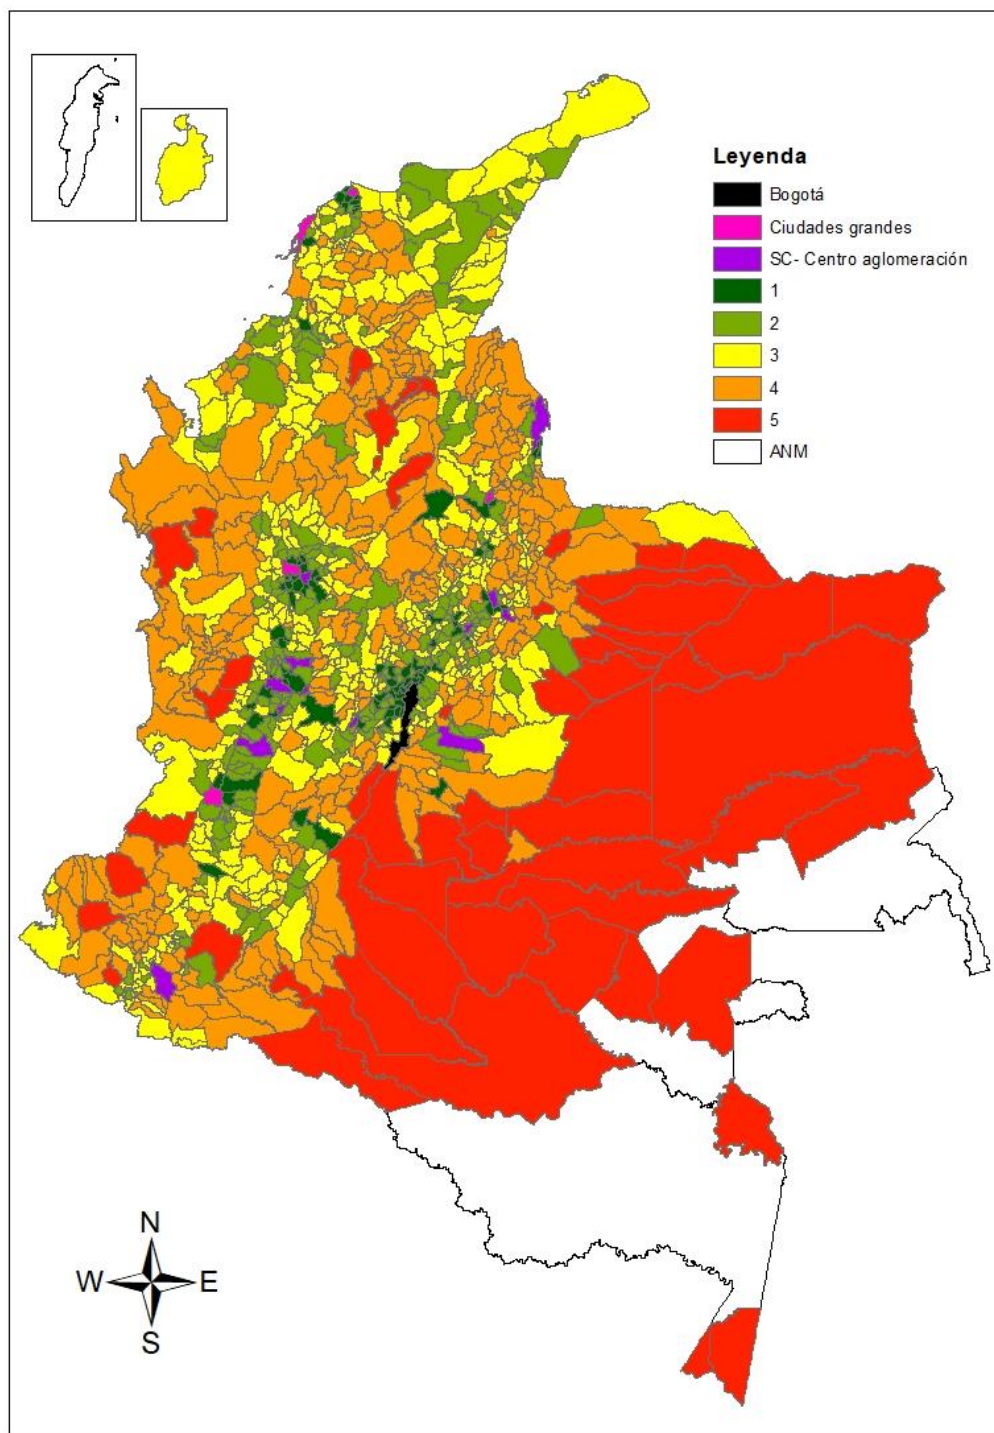 Leyenda
Bogotá
Ciudades grandes
SC- Centro aglomeración
1
2
3
4
5
ANM
N
W E
S